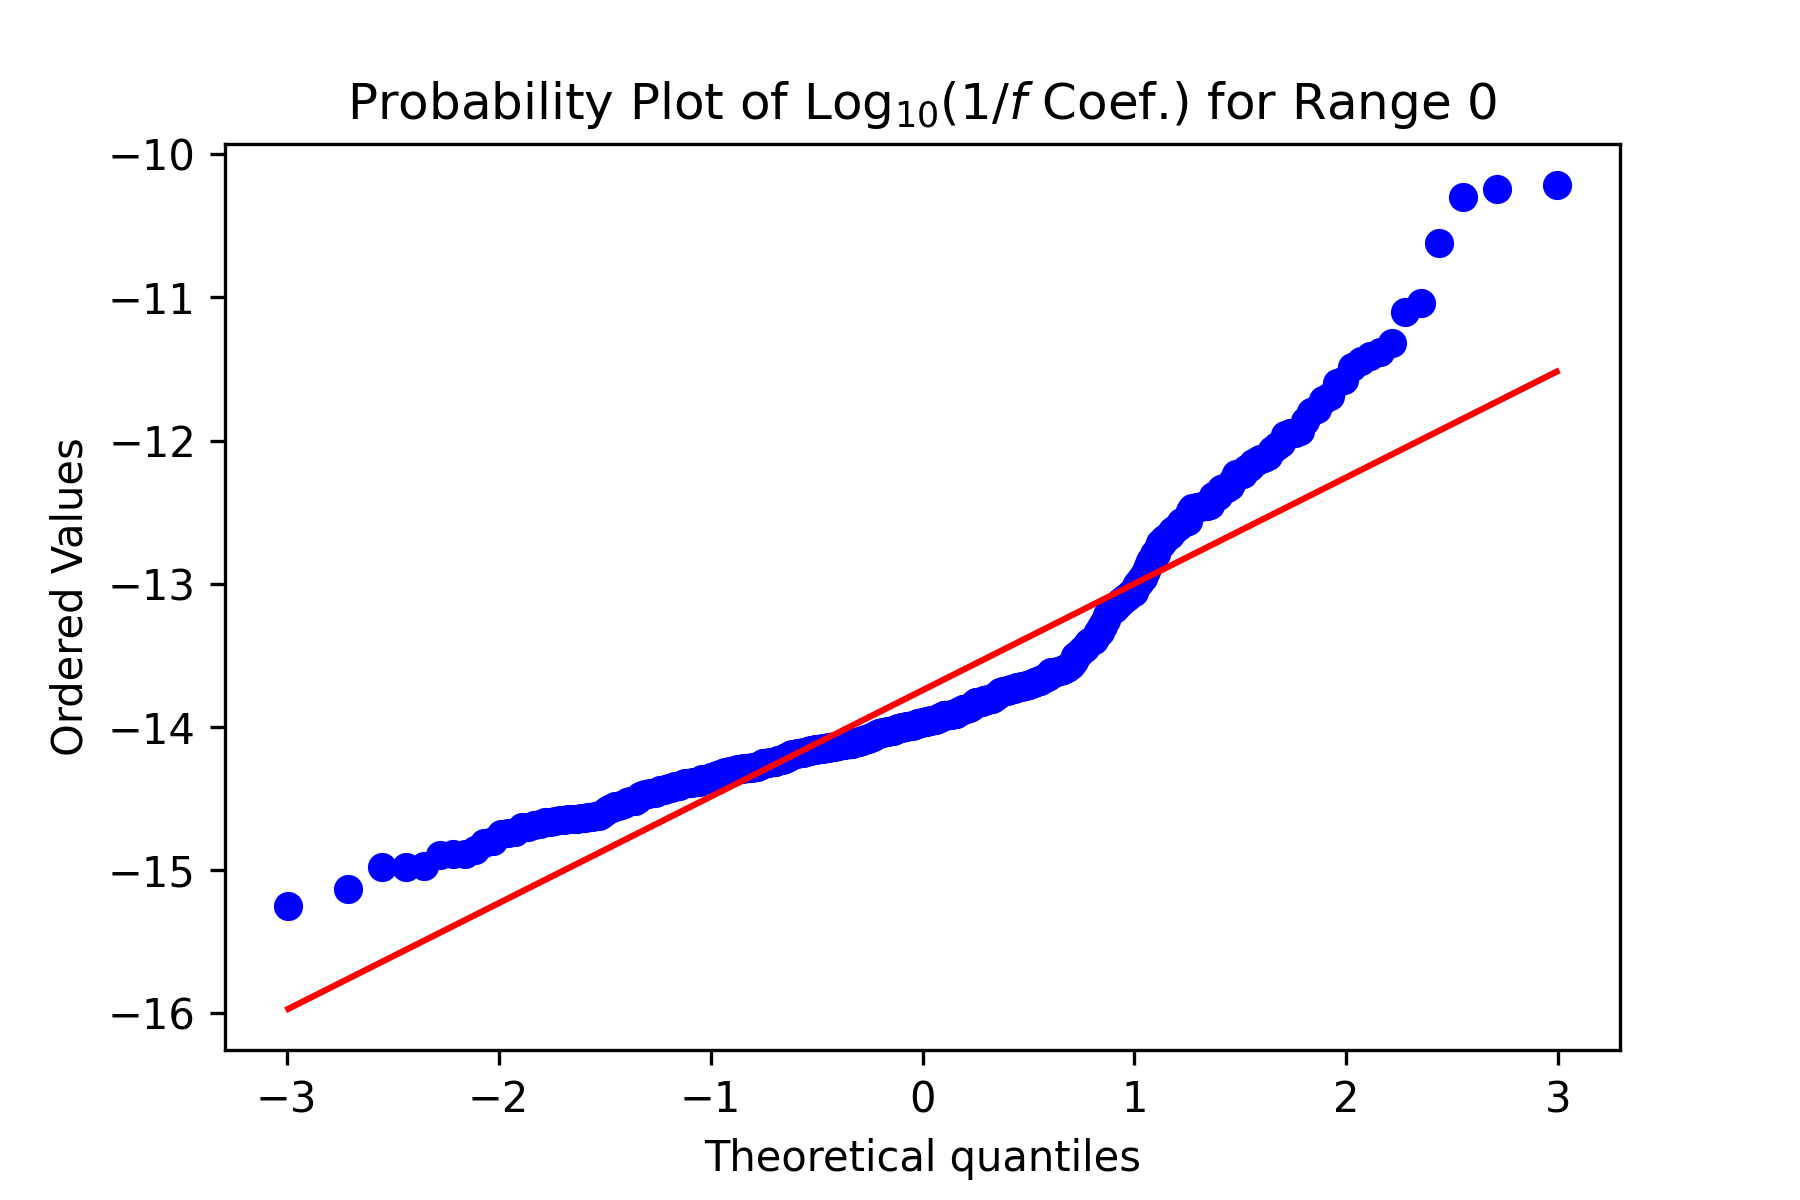 Probability Plot of Log₁₀(1/f Coef.) for Range 0
−10
−11
−12
−13
−14
−15
−16
Ordered Values
−3 −2 −1 0 1 2 3
Theoretical quantiles